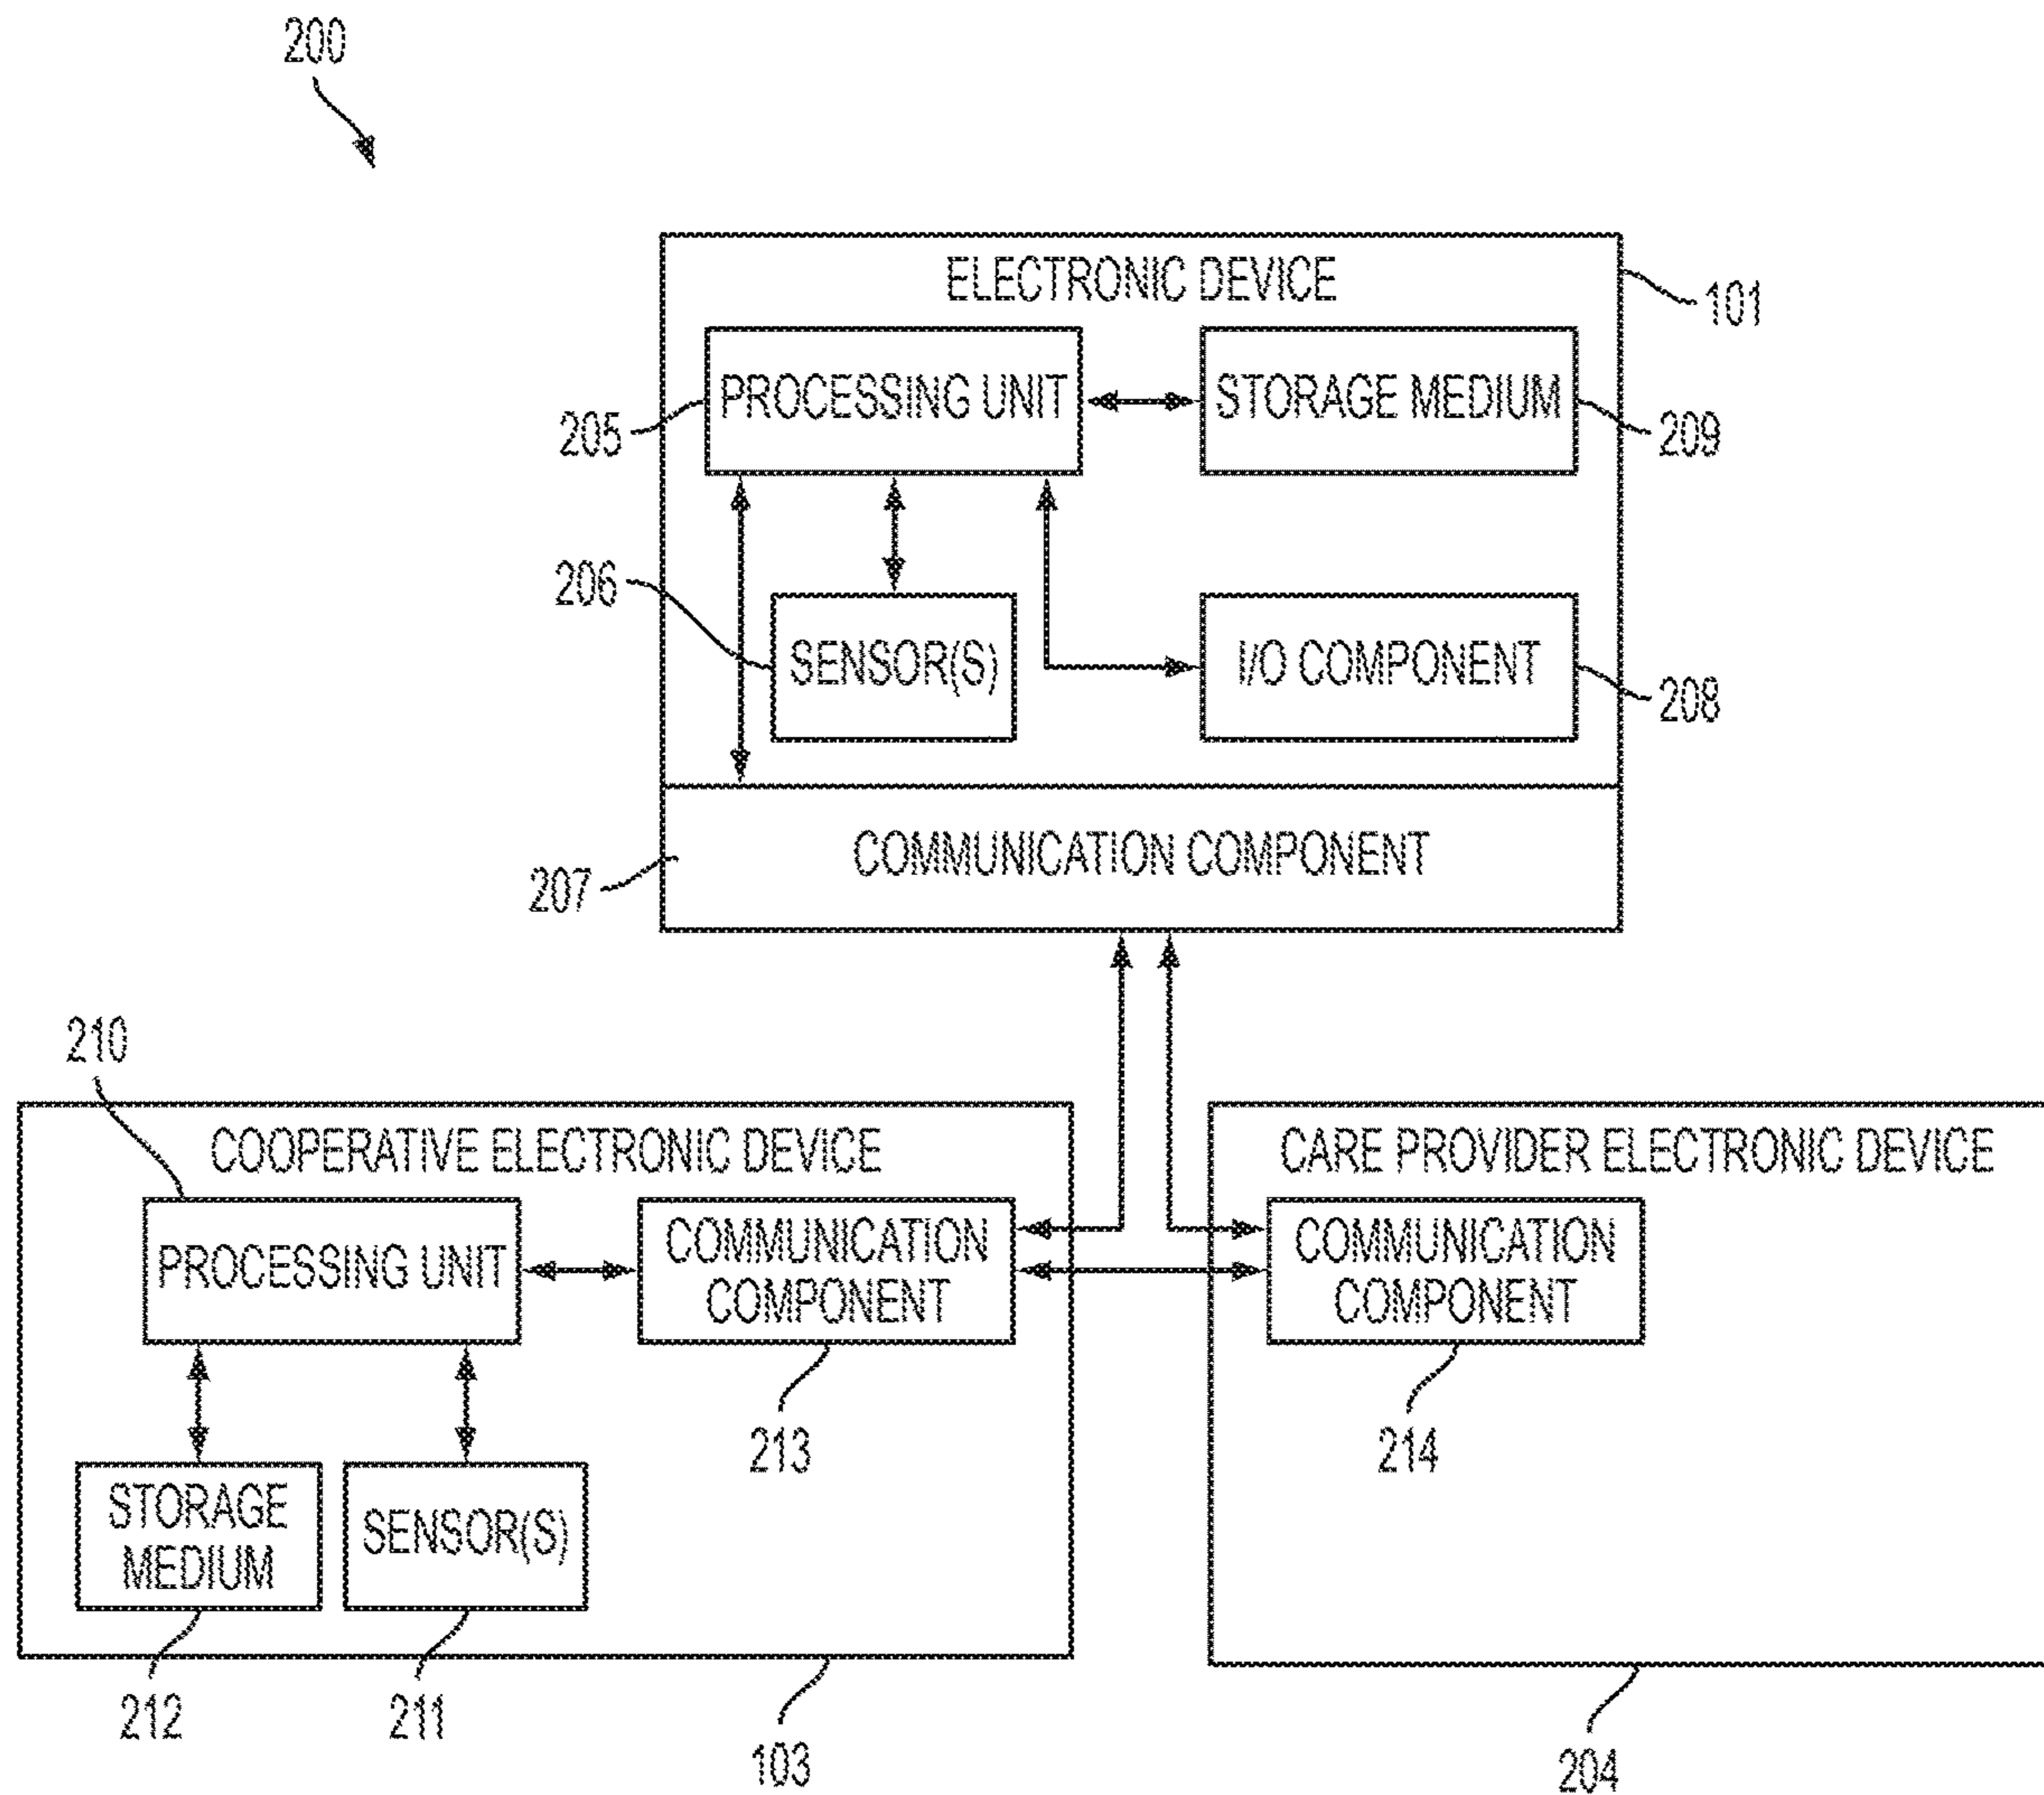 200
ELECTRONIC DEVICE
101
PROCESSING UNIT
STORAGE MEDIUM
205
209
206
SENSOR(S)
I/O COMPONENT
208
COMMUNICATION COMPONENT
207
210
COOPERATIVE ELECTRONIC DEVICE
PROCESSING UNIT
COMMUNICATION
COMPONENT
213
STORAGE
MEDIUM
SENSOR(S)
212
211
103
CARE PROVIDER ELECTRONIC DEVICE
COMMUNICATION
COMPONENT
214
204